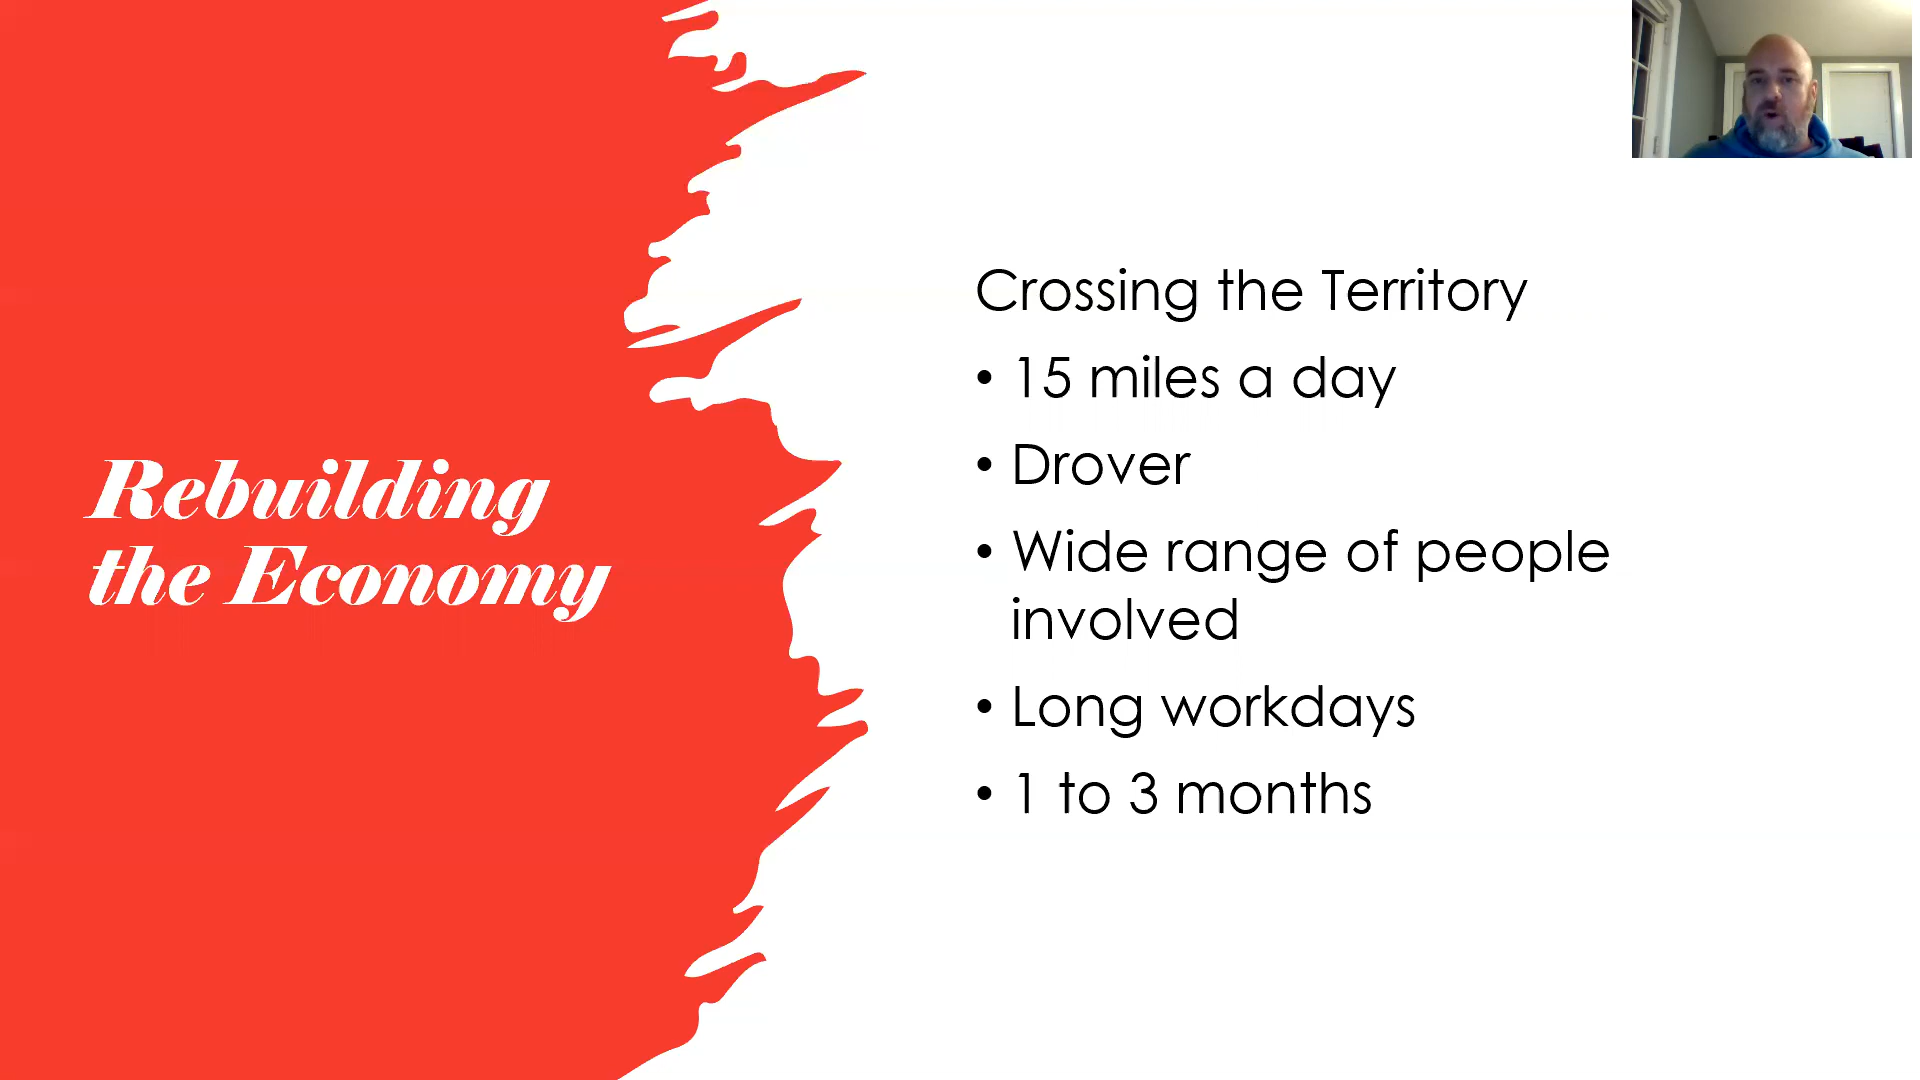 Rebuilding
the Economy
Crossing the Territory
• 15 miles a day
• Drover
• Wide range of people
involved
• Long workdays
• 1 to 3 months